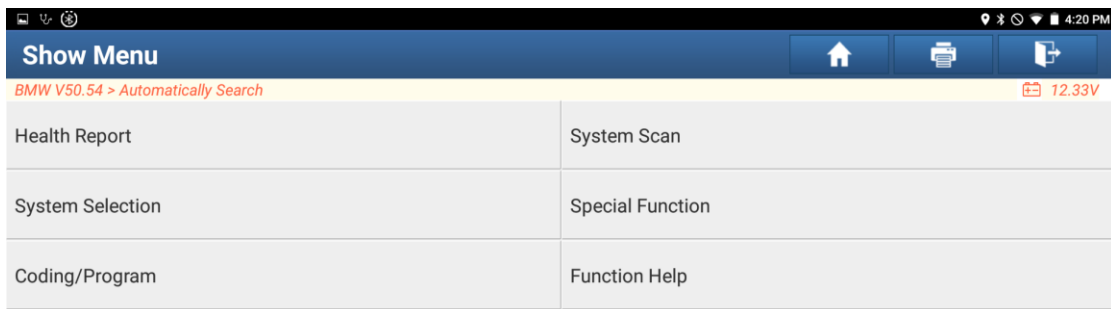 4:20 PM
Show Menu
BMW V50.54 > Automatically Search
12.33V
Health Report
System Scan
System Selection
Special Function
Coding/Program
Function Help